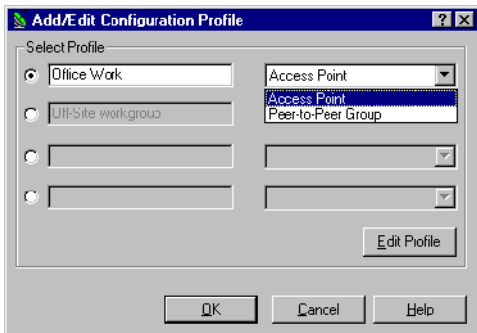 Add/Edit Configuration Profile
Select Profile
Office Work
Access Point
Access Point
Off-Site workgroup
Peer-to-Peer Group
Edit Profile
OK
Cancel
Help